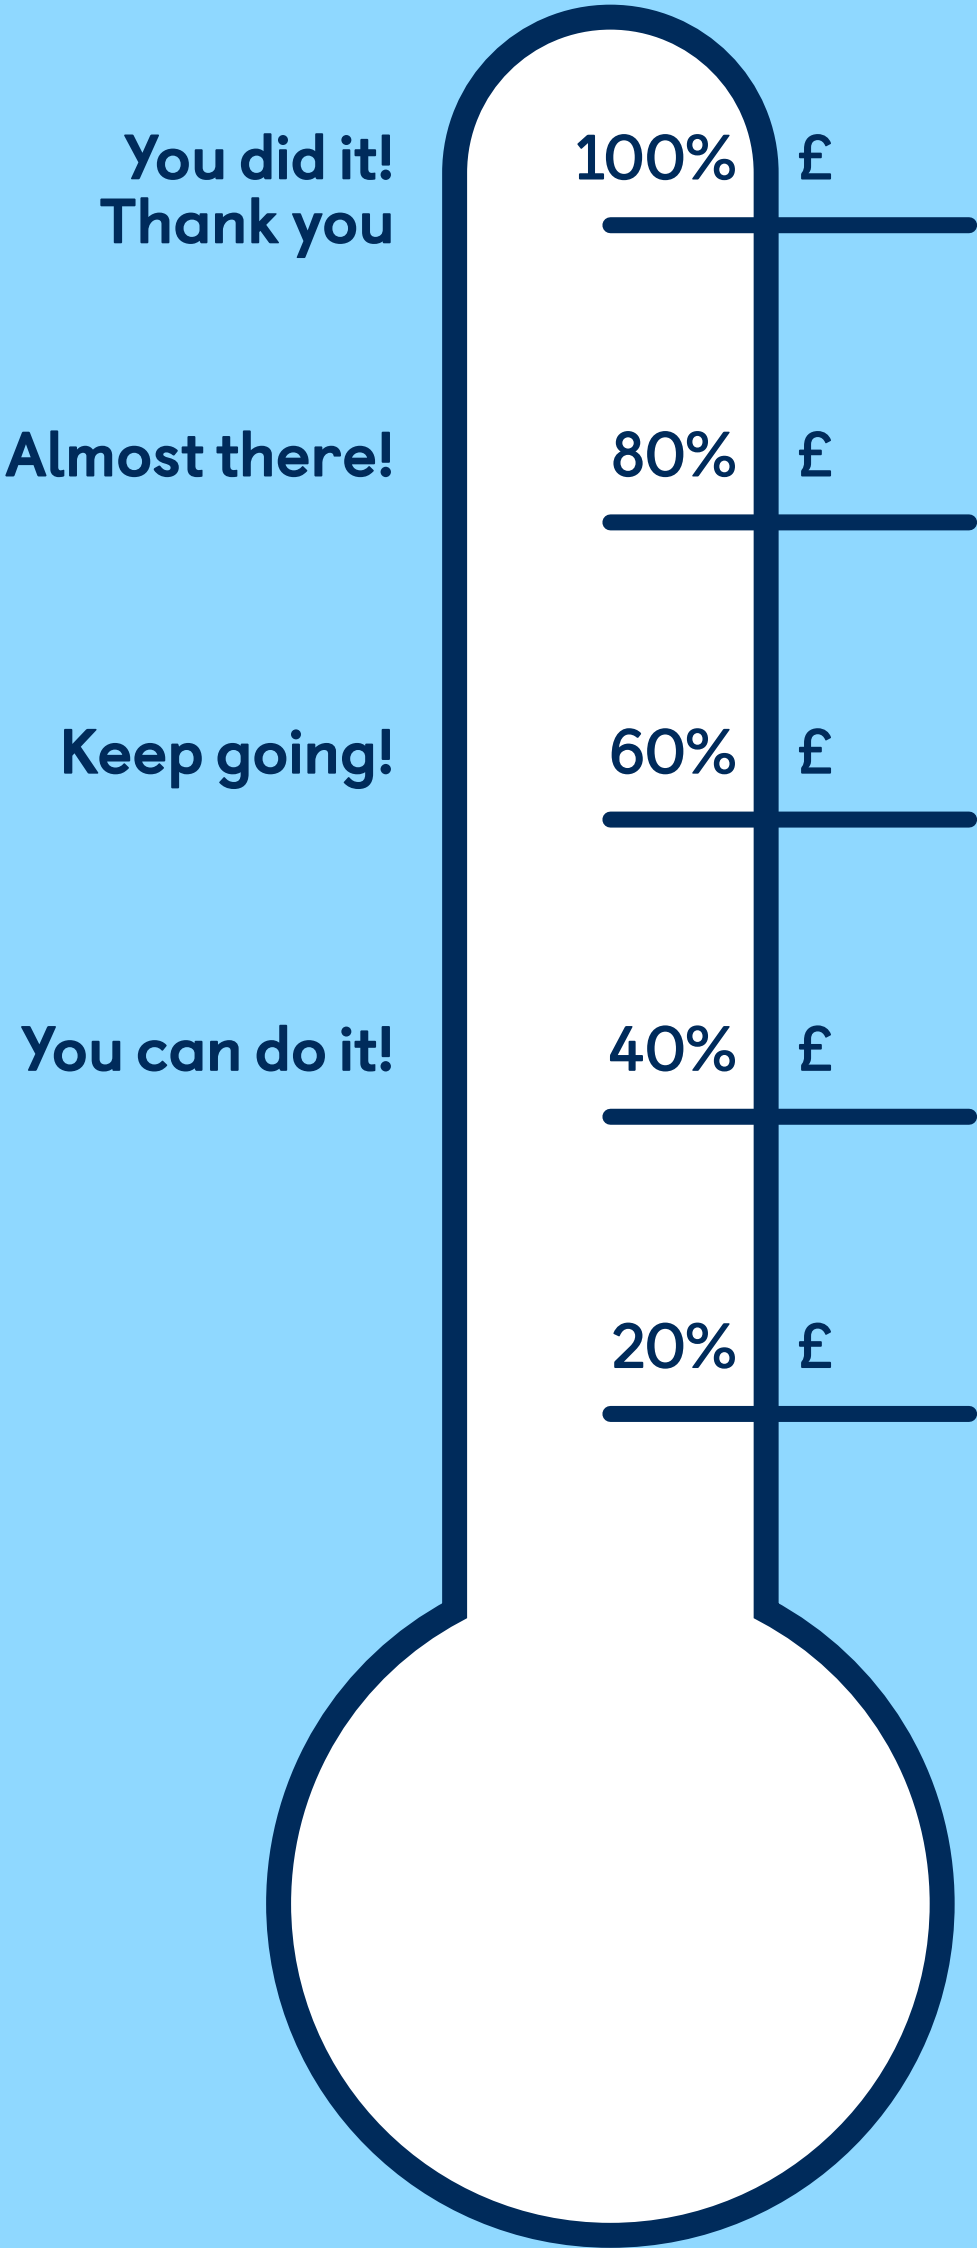 You did it! 100% £
Thank you
Almost there! 80% £
Keep going! 60% £
You can do it! 40% £
20% £